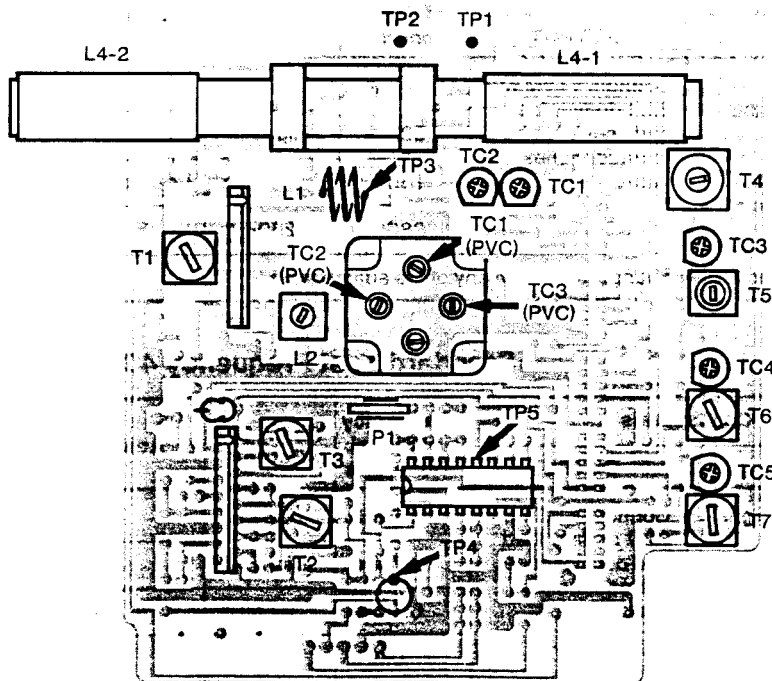 TP2 TP1
L4-2
L4-1
TP3
TC2
L1
TC1
T4
TC1
(PVC)
TC2
(PVC)
T1
TC3
TC3
(PVC)
T5
L2
TC4
TP5
P1
T6
T3
TC5
T7
TP4
T2